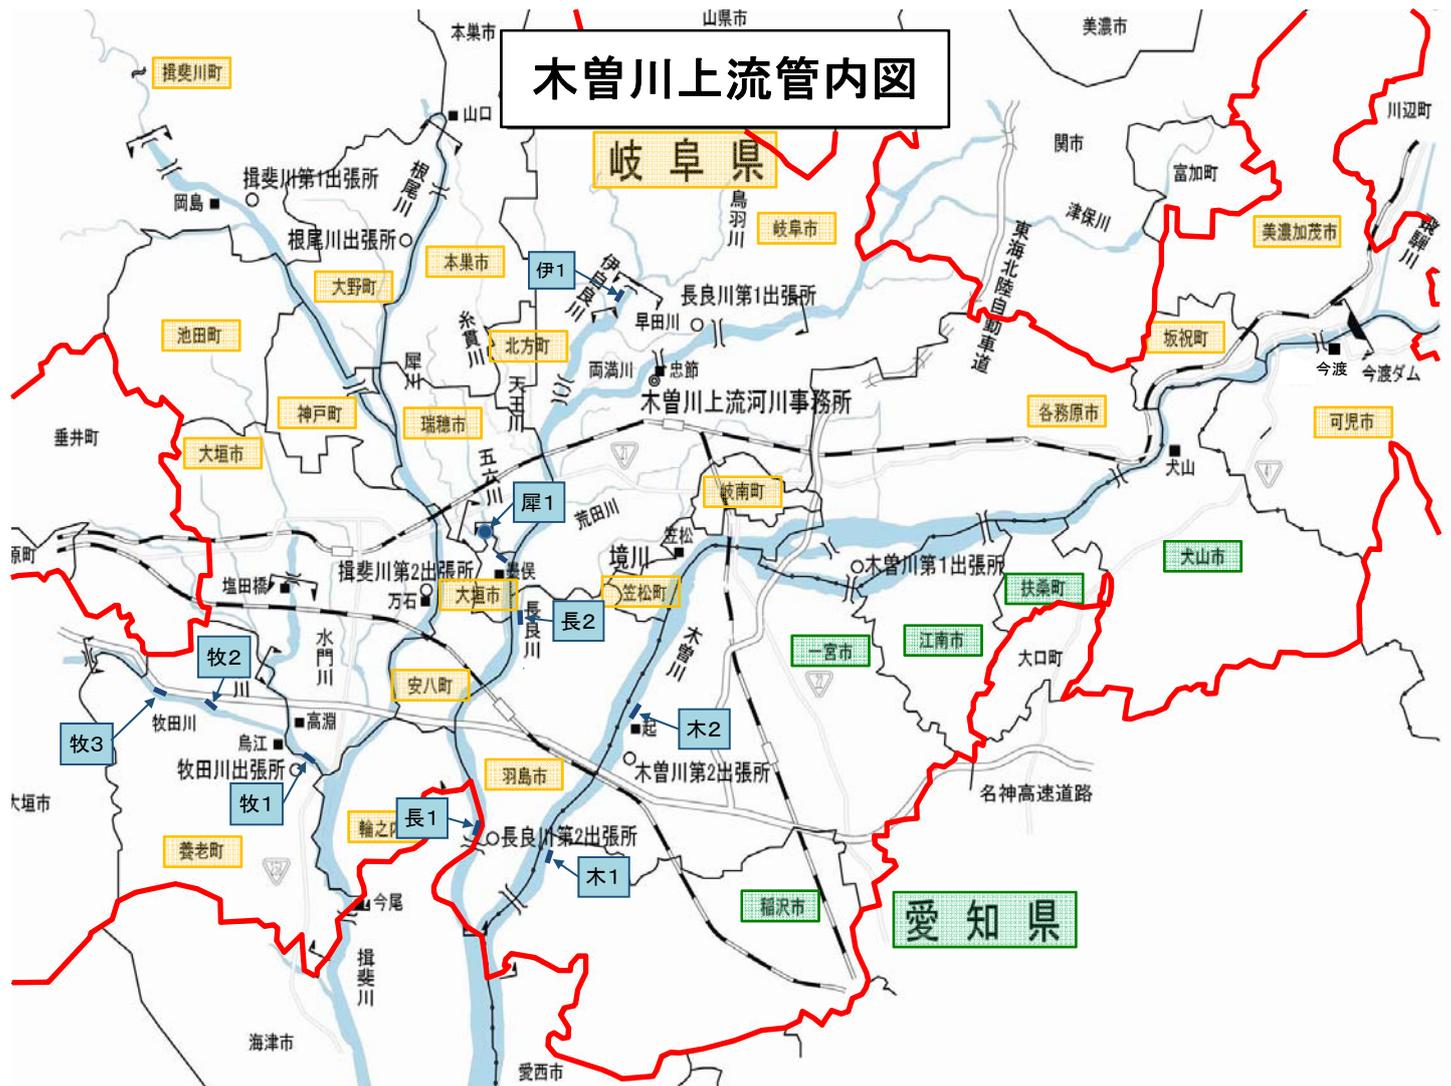 木曽川上流管内図
山県市
本巣市
美濃市
揖斐川町
山口
川辺町
関市
岐阜県
富加町
揖斐川第1出張所
根尾川
岡島
鳥羽川
津保川
岐阜市
美濃加茂市
飛騨川
根尾川出張所
本巣市
東海北陸自動車道
伊1
伊自良川
大野町
長良川第1出張所
早田川
池田町
糸貫川
北方町
坂祝町
犀川
両満川
忠節
今渡
今渡ダム
天王川
木曽川上流河川事務所
神戸町
瑞穂市
各務原市
可児市
垂井町
大垣市
五六川
21
41
犬山
岐南町
犀1
荒田川
笠松
境川
原町
揖斐川第2出張所
墨俣
木曽川第1出張所
犬山市
塩田橋
万石
大垣市
笠松町
扶桑町
長良川
長2
水門川
木曽川
一宮市
江南市
大口町
牧2
川
安八町
牧3
牧田川
高淵
起
木2
烏江
牧田川出張所
羽島市
木曽川第2出張所
名神高速道路
大垣市
牧1
輪之内
長1
長良川第2出張所
養老町
木1
今尾
稲沢市
愛知県
揖斐川
海津市
愛西市